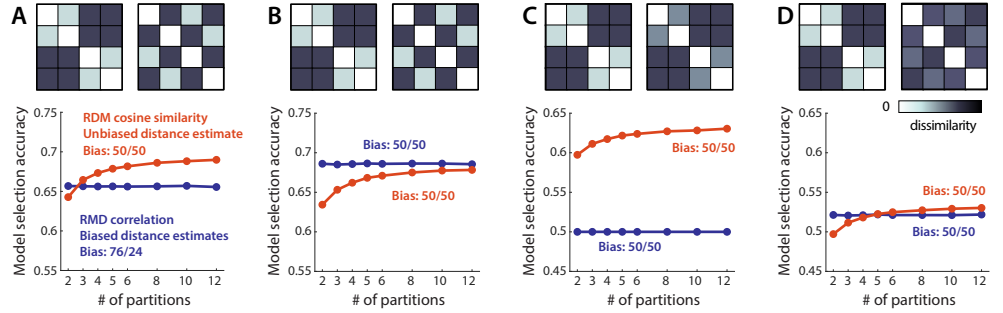 A
B
C
D
0
dissimilarity
Model selection accuracy
0.75
0.7
0.65
0.6
0.55
RDM cosine similarity
Unbiased distance estimate
Bias: 50/50
RMD correlation
Biased distance estimates
Bias: 76/24
2 3 4 5 6 8 10 12
# of partitions
Model selection accuracy
0.75
0.7
0.65
0.6
0.55
Bias: 50/50
Bias: 50/50
2 3 4 5 6 8 10 12
# of partitions
Model selection accuracy
0.65
0.6
0.55
0.5
0.45
Bias: 50/50
Bias: 50/50
2 3 4 5 6 8 10 12
# of partitions
Model selection accuracy
0.65
0.6
0.55
0.5
0.45
Bias: 50/50
Bias: 50/50
2 3 4 5 6 8 10 12
# of partitions